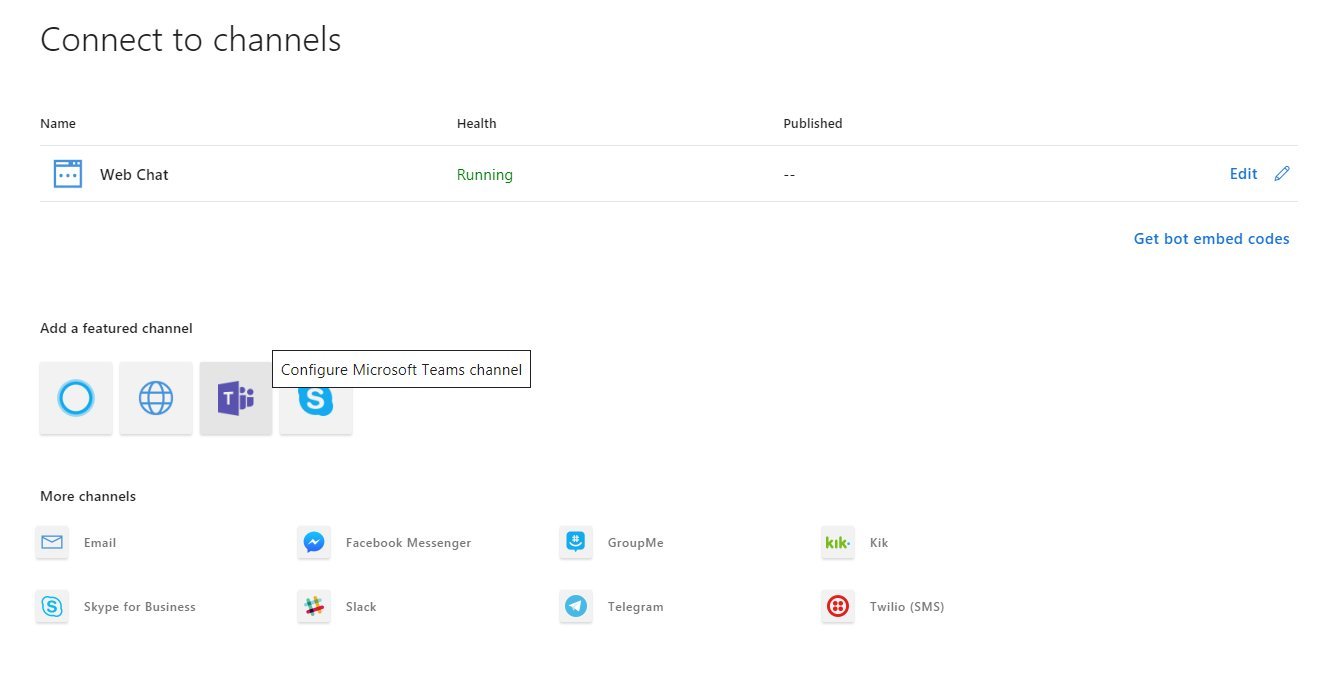 Connect to channels
Name Health Published
Web Chat Running -- Edit
Get bot embed codes
Add a featured channel
Configure Microsoft Teams channel
T S
More channels
Email Facebook Messenger # GroupMe kik. Kik
S Skype for Business Slack Telegram Twilio (SMS)